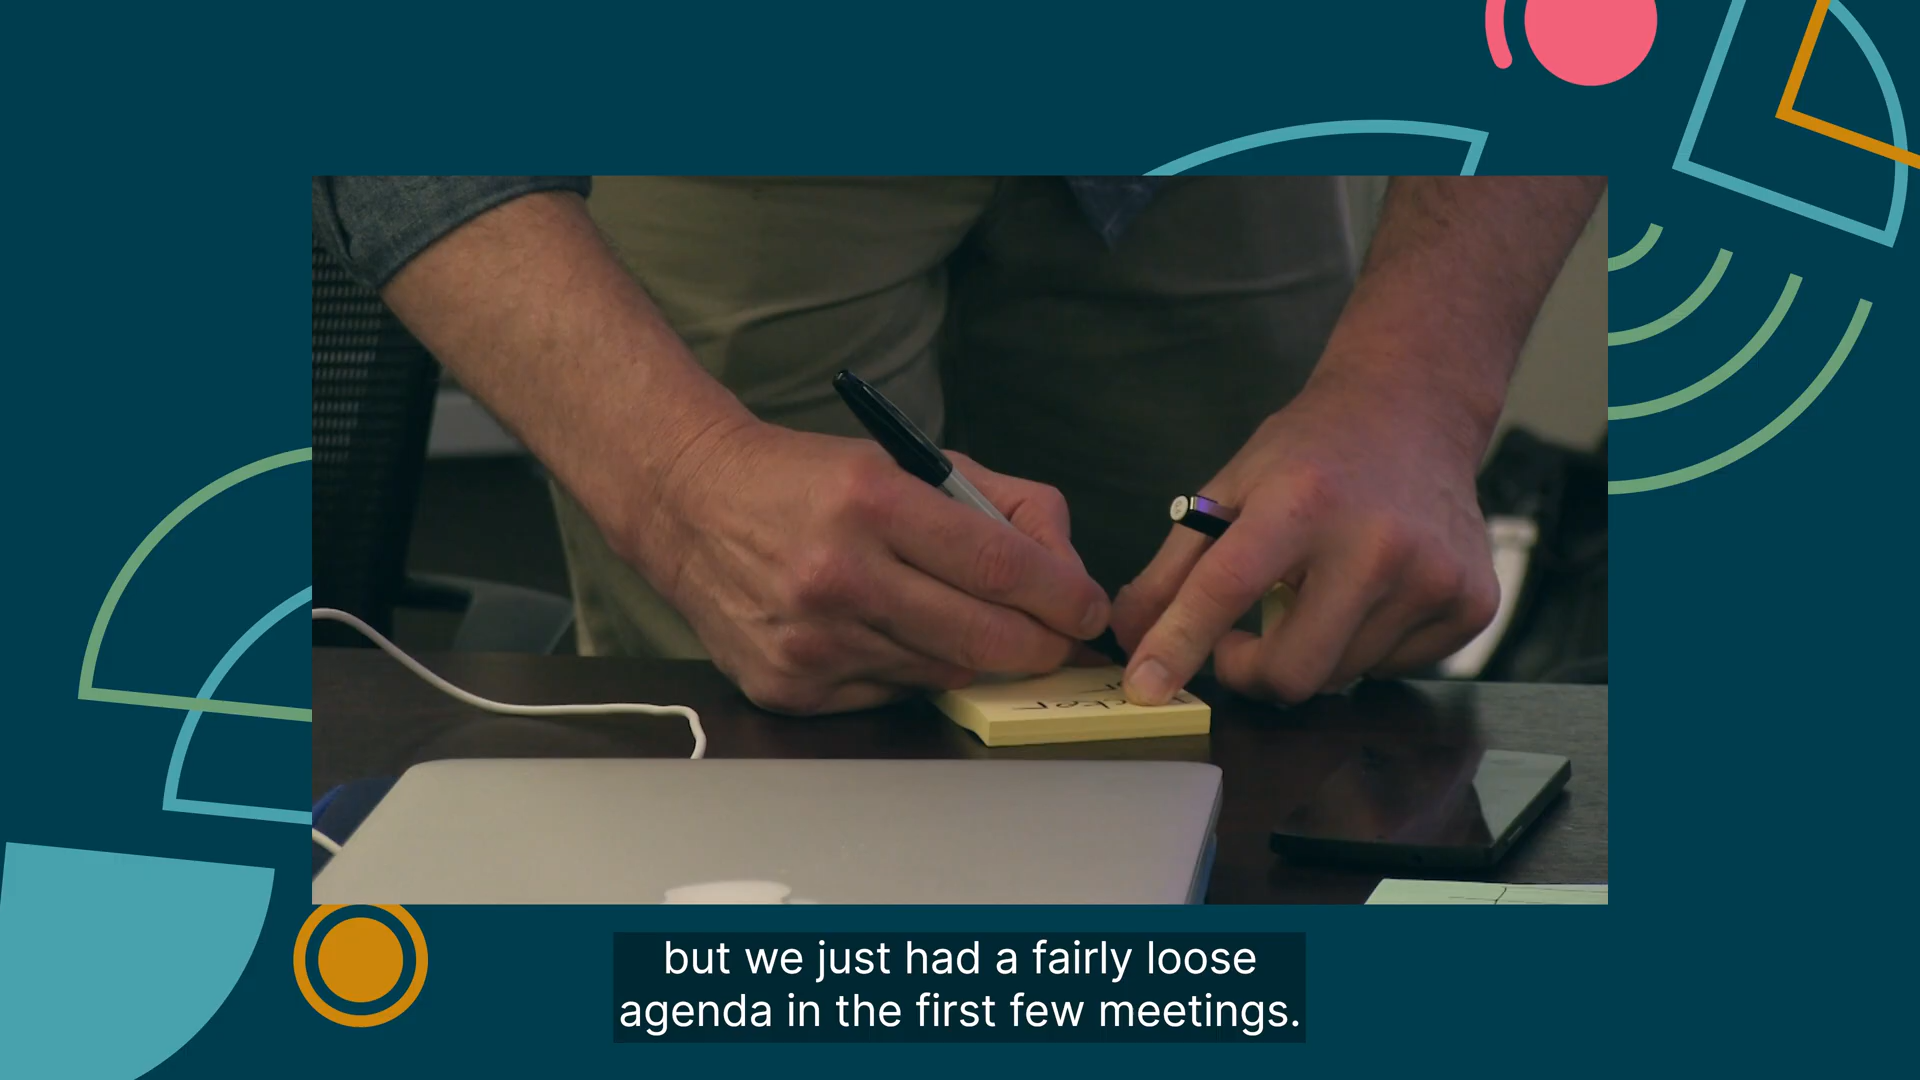 but we just had a fairly loose
agenda in the first few meetings.